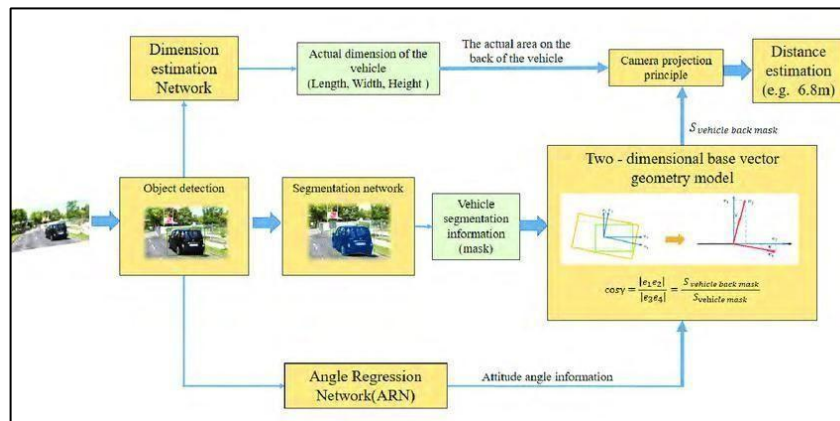 Dimension
estimation
Network
Actual dimension of the
vehicle
(Length, Width, Height )
The actual area on the
back of the vehicle
Camera projection
principle
Distance
estimation
(e.g. 6.8m)
S vehicle back mask
Object detection
Segmentation network
Vehicle
segmentation
information
(mask)
Two - dimensional base vector
geometry model
cosγ = |e₁e₂| / |e₃e₄| = S vehicle back mask / S vehicle mask
Angle Regression
Network(ARN)
Attitude angle information